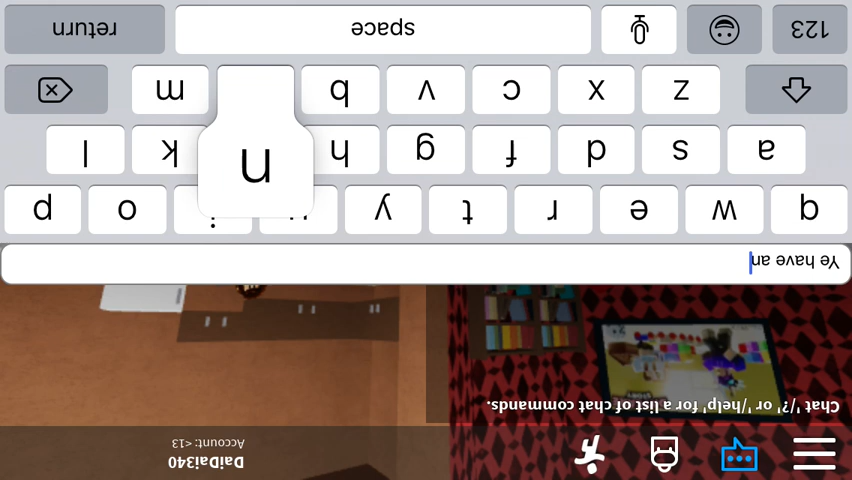 DaiDai340
Account: <13
Chat '/?' or '/help' for a list of chat commands.
Ye have an
q w e r t y u i o p
a s d f g h k l
z x c v b n m
123 space return